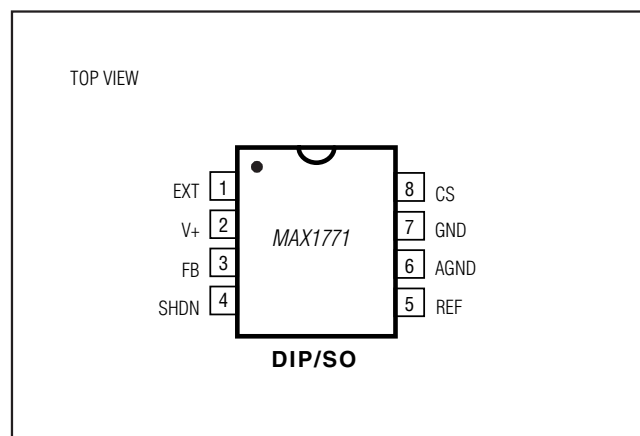 TOP VIEW
EXT 1
V+ 2
FB 3
SHDN 4
MAX1771
8 CS
7 GND
6 AGND
5 REF
DIP/SO